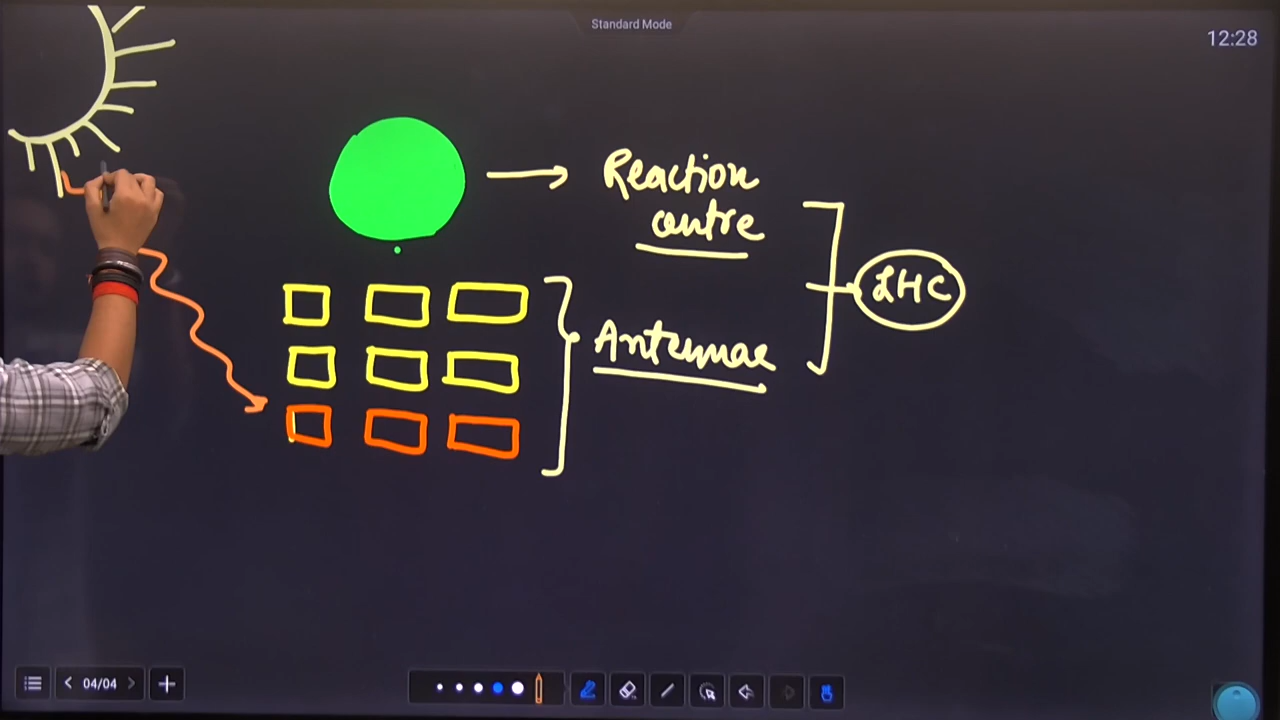 Standard Mode
12:28
Reaction
centre
LHC
Antennae
04/04